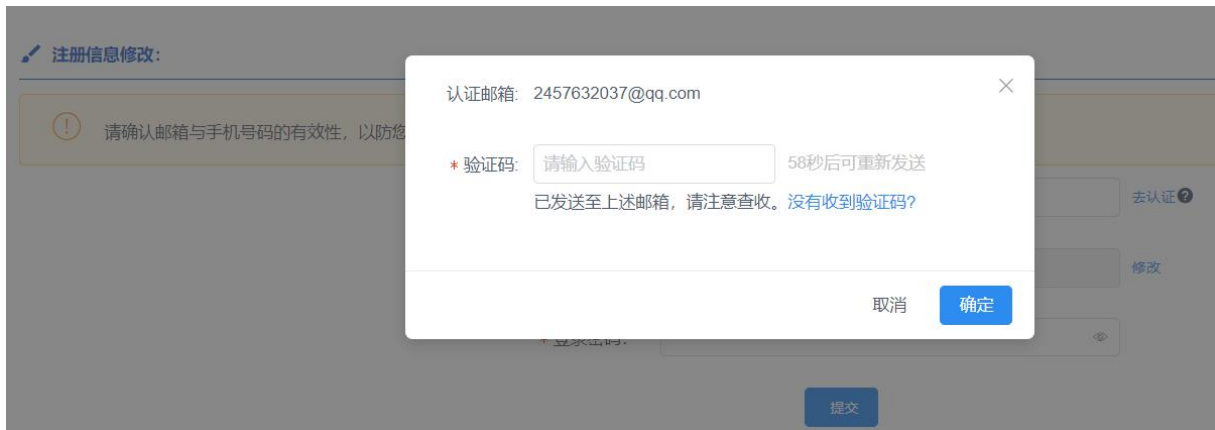 注册信息修改:
认证邮箱: 2457632037@qq.com
请确认邮箱与手机号码的有效性，以防您
* 验证码: 请输入验证码 58秒后可重新发送
已发送至上述邮箱，请注意查收。没有收到验证码?
去认证
修改
取消 确定
* 登录密码:
提交